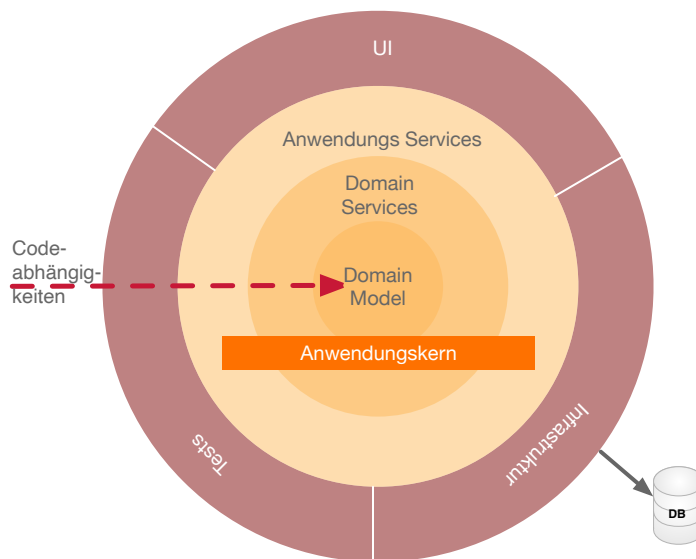 UI
Anwendungs Services
Domain
Services
Code-
abhängig-
keiten
Domain
Model
Anwendungskern
Tests
Infrastruktur
DB